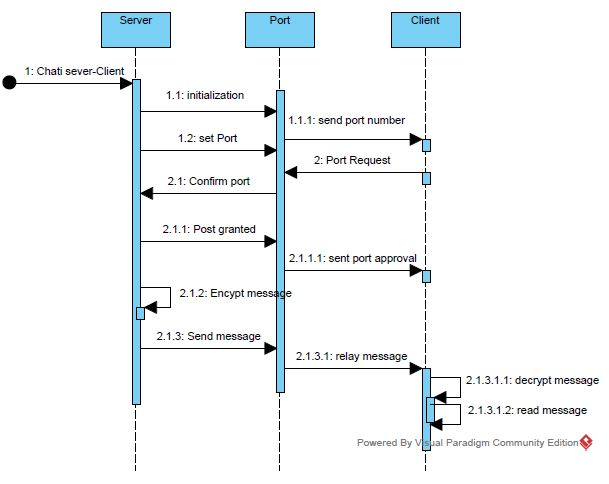 Server Port Client
1: Chati sever-Client
1.1: initialization
1.1.1: send port number
1.2: set Port
2: Port Request
2.1: Confirm port
2.1.1: Post granted
2.1.1.1: sent port approval
2.1.2: Encypt message
2.1.3: Send message
2.1.3.1: relay message
2.1.3.1.1: decrypt message
2.1.3.1.2: read message
Powered By Visual Paradigm Community Edition